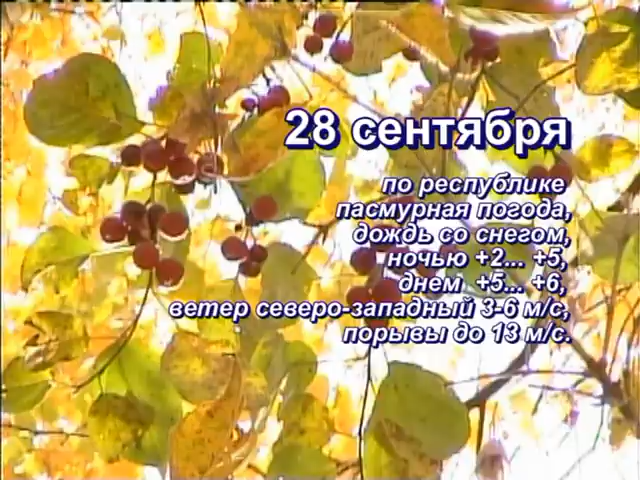 28 сентября
по республике
пасмурная погода,
дождь со снегом,
ночью +2... +5,
днем +5... +6,
ветер северо-западный 3-6 м/с,
порывы до 13 м/с.